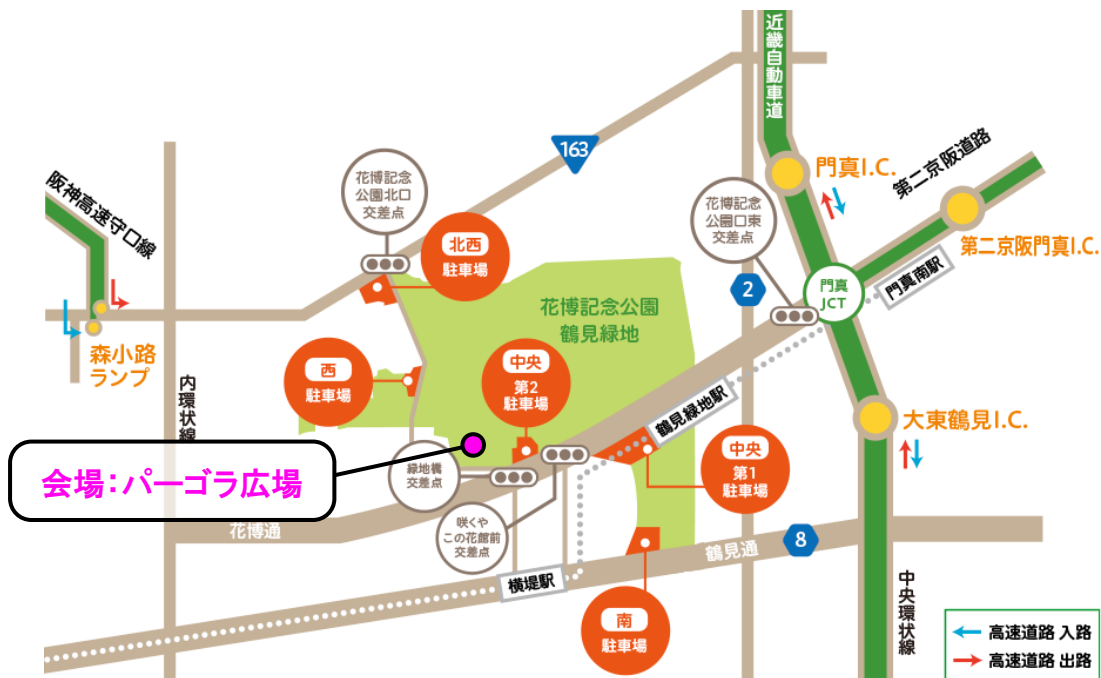 近畿自動車道
163
花博記念
公園北口
交差点
門真I.C.
第二京阪道路
阪神高速守口線
北西
駐車場
花博記念
公園口東
交差点
第二京阪門真I.C.
2
門真
JCT
門真南駅
花博記念公園
鶴見緑地
森小路
ランプ
西
駐車場
中央
第2
駐車場
内環状線
鶴見緑地駅
大東鶴見I.C.
会場:パーゴラ広場
緑地橋
交差点
中央
第1
駐車場
花博通
咲くや
この花館前
交差点
鶴見通
8
横堤駅
南
駐車場
中央環状線
高速道路 入路
高速道路 出路